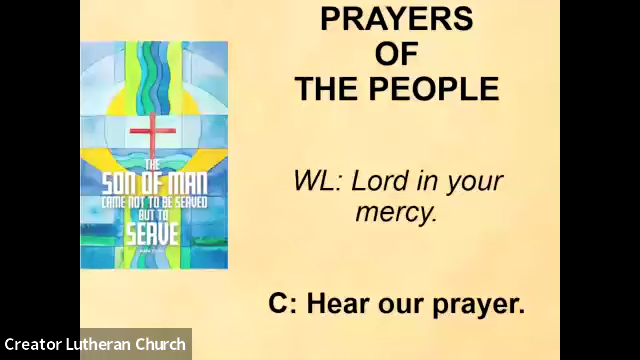 PRAYERS
OF
THE PEOPLE
THE
SON OF MAN
CAME NOT TO BE SERVED
BUT TO
SERVE
WL: Lord in your
mercy.
C: Hear our prayer.
Creator Lutheran Church